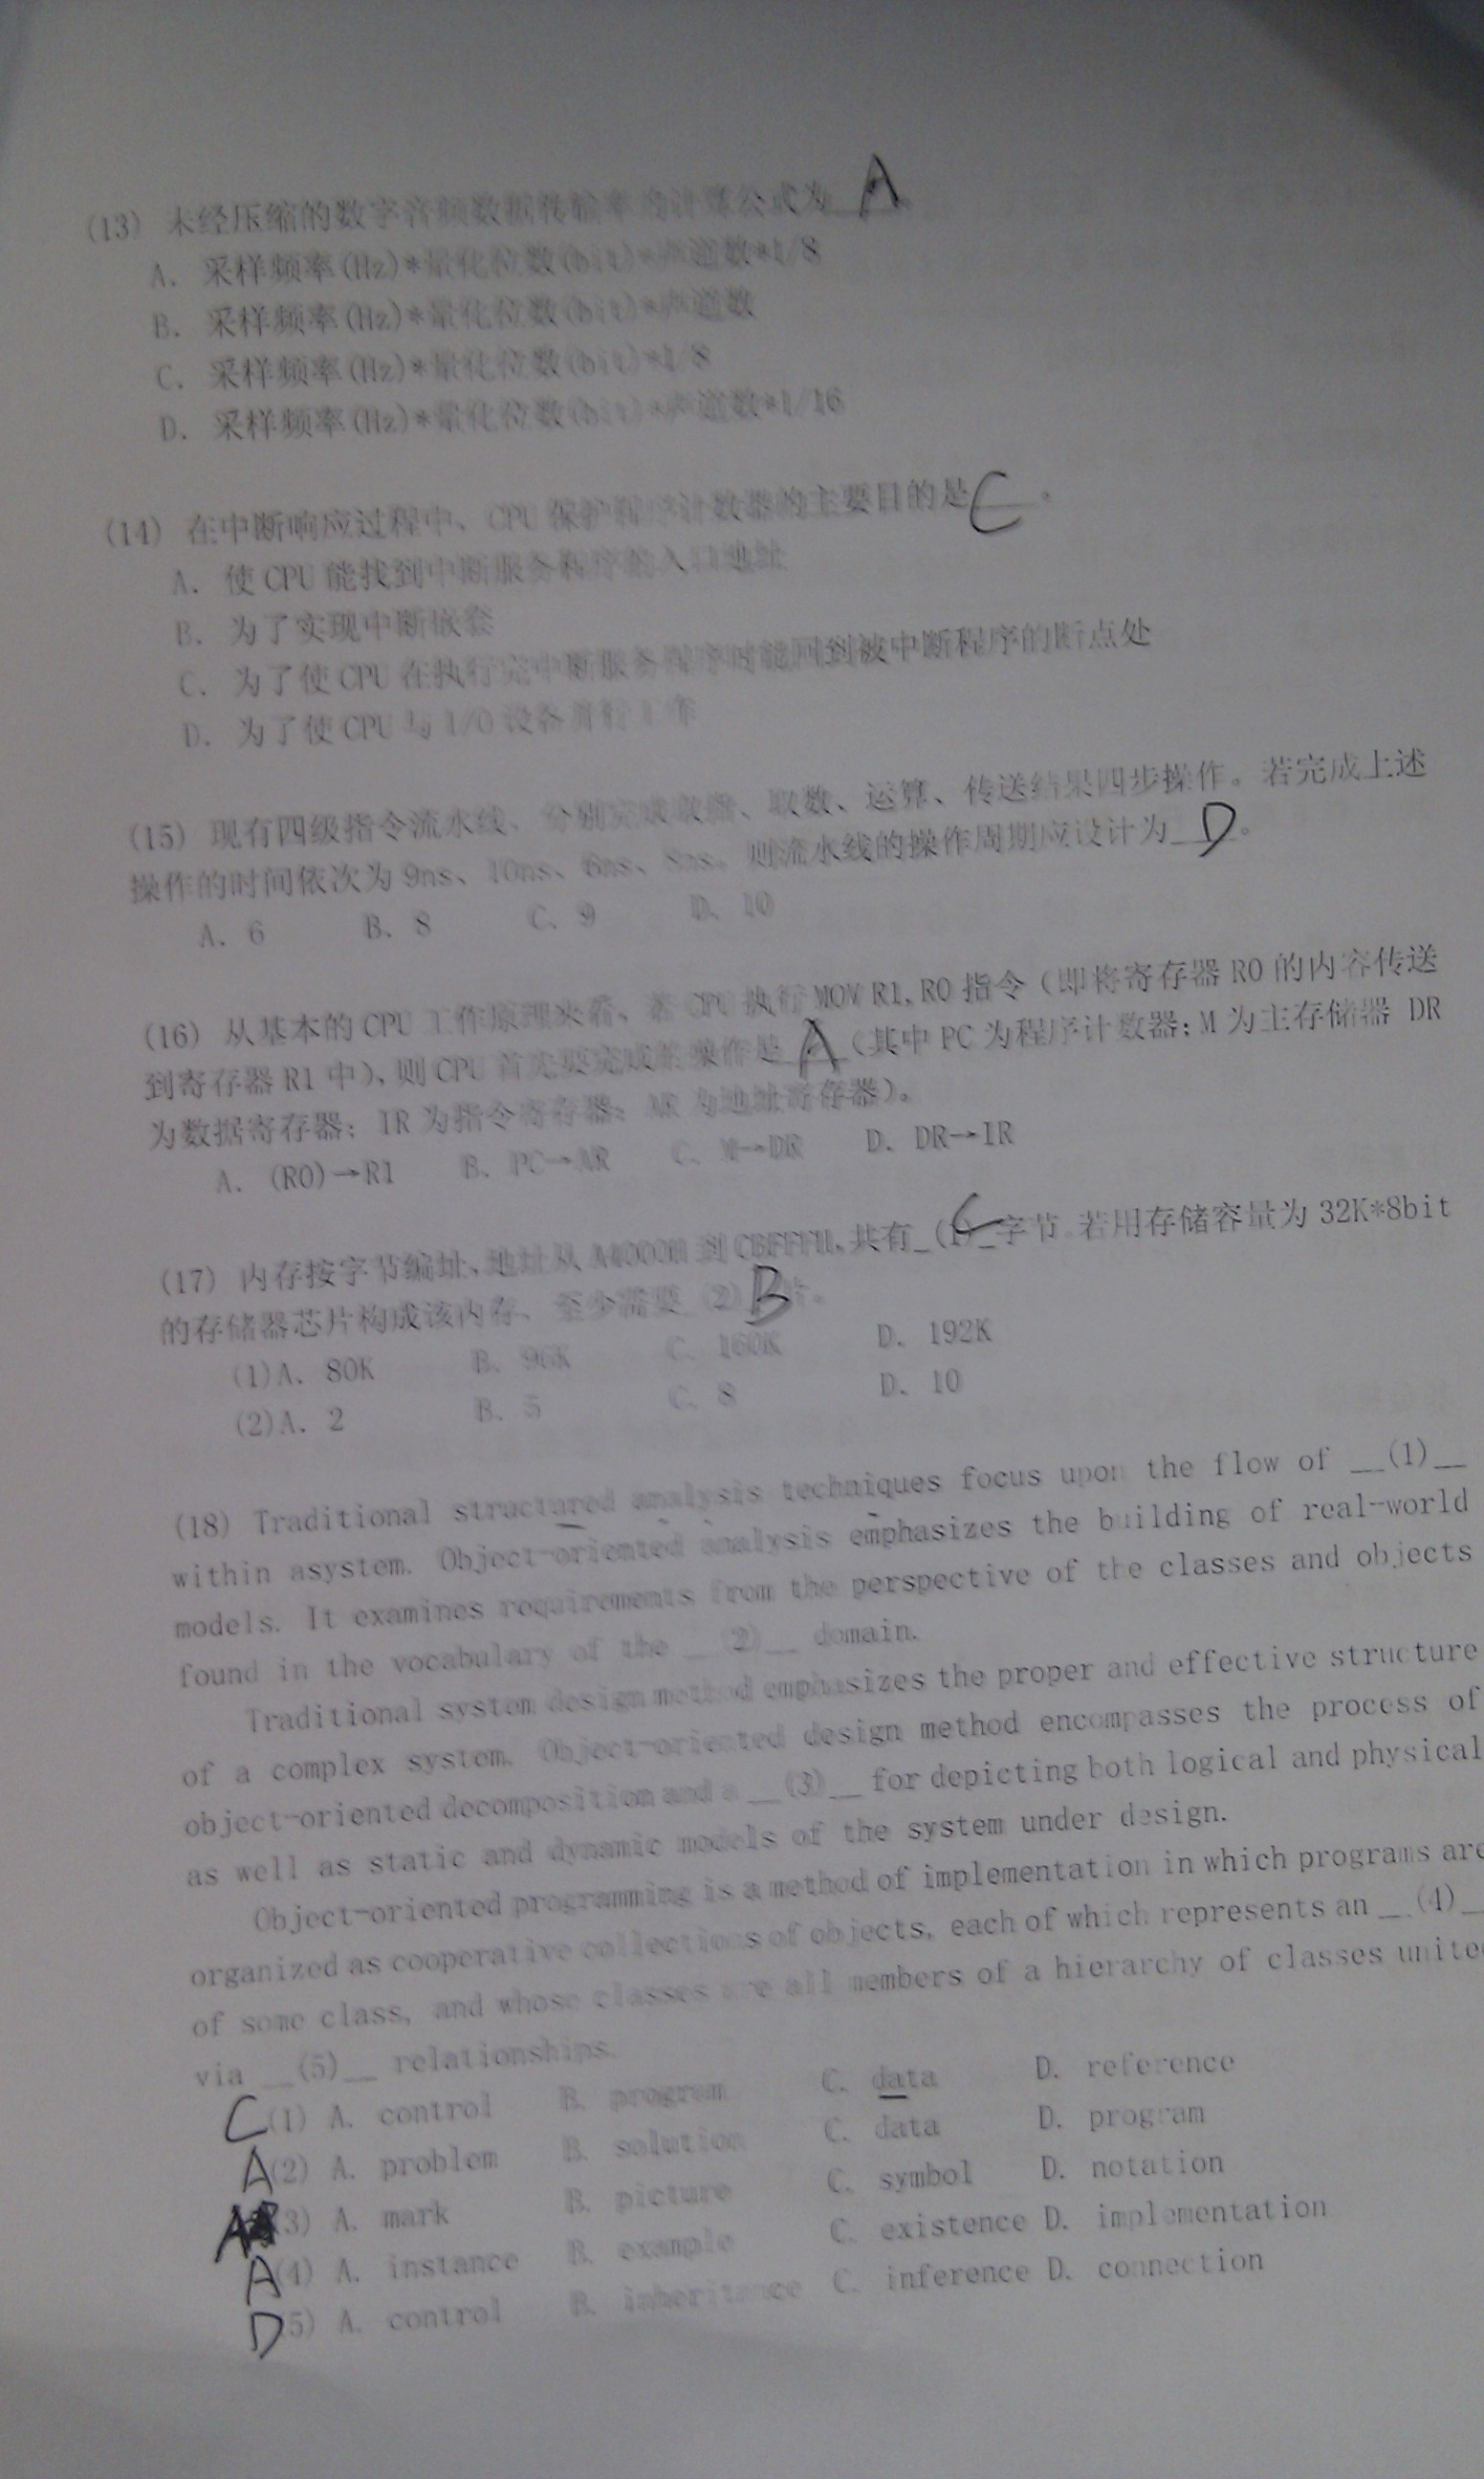 (13) 未经压缩的数字音频数据传输率的计算公式为 A 。
A. 采样频率(Hz)*量化位数(bit)*声道数*1/8
B. 采样频率(Hz)*量化位数(bit)*声道数
C. 采样频率(Hz)*量化位数(bit)*1/8
D. 采样频率(Hz)*量化位数(bit)*声道数*1/16
(14) 在中断响应过程中、CPU 保护程序计数器的主要目的是 C 。
A. 使 CPU 能找到中断服务程序的入口地址
B. 为了实现中断嵌套
C. 为了使 CPU 在执行完中断服务程序时能回到被中断程序的断点处
D. 为了使 CPU 与 I/O 设备并行工作
(15) 现有四级指令流水线、分别完成取指、取数、运算、传送结果四步操作。若完成上述
操作的时间依次为 9ns、10ns、6ns、8ns。则流水线的操作周期应设计为 D 。
A. 6 B. 8 C. 9 D. 10
(16) 从基本的 CPU 工作原理来看、若 CPU 执行 MOV R1,R0 指令（即将寄存器 R0 的内容传送
到寄存器 R1 中）、则 CPU 首先要完成的操作是 A （其中 PC 为程序计数器；M 为主存储器 DR
为数据寄存器；IR 为指令寄存器；AR 为地址寄存器）。
A. (R0)→R1 B. PC→AR C. M→DR D. DR→IR
(17) 内存按字节编址、地址从 A4000H 到 CBFFFH、共有_(1)_字节。若用存储容量为 32K*8bit C
的存储器芯片构成该内存、至少需要_(2)_片。 B
(1)A. 80K B. 96K C. 160K D. 192K
(2)A. 2 B. 5 C. 8 D. 10
(18) Traditional structured analysis techniques focus upon the flow of __(1)__
within asystem. Object-oriented analysis emphasizes the building of real-world
models. It examines requirements from the perspective of the classes and objects
found in the vocabulary of the __(2)__ domain.
Traditional system design method emphasizes the proper and effective structure
of a complex system. Object-oriented design method encompasses the process of
object-oriented decomposition and a __(3)__ for depicting both logical and physical
as well as static and dynamic models of the system under design.
Object-oriented programming is a method of implementation in which programs are
organized as cooperative collections of objects, each of which represents an __(4)__
of some class, and whose classes are all members of a hierarchy of classes united
via __(5)__ relationships.
C (1) A. control B. program C. data D. reference
A (2) A. problem B. solution C. data D. program
A (3) A. mark B. picture C. symbol D. notation
A (4) A. instance B. example C. existence D. implementation
D (5) A. control B. inheritance C. inference D. connection